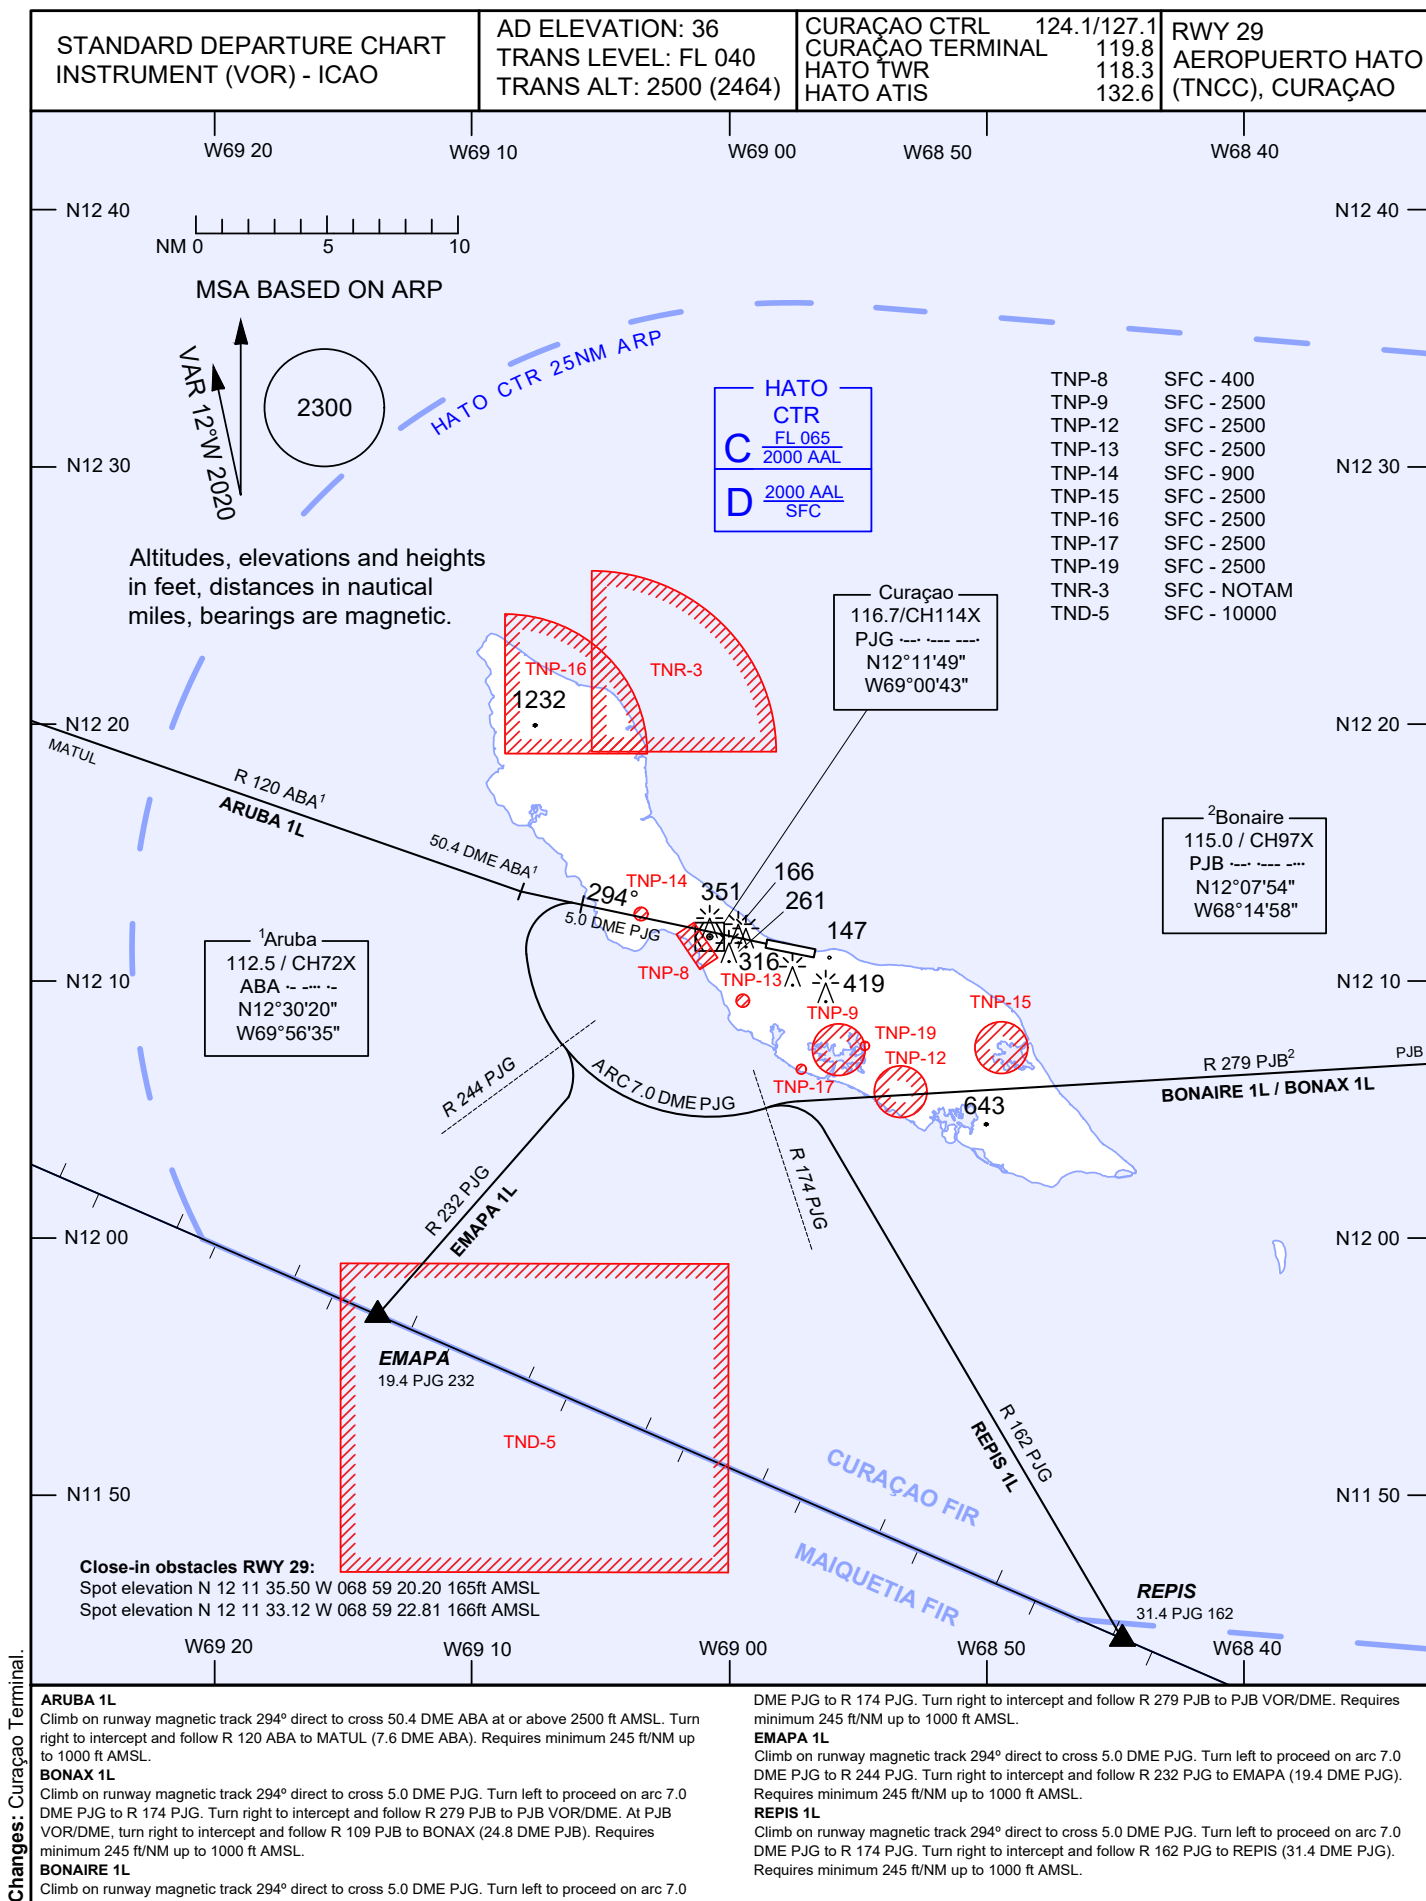 STANDARD DEPARTURE CHART
INSTRUMENT (VOR) - ICAO
AD ELEVATION: 36
TRANS LEVEL: FL 040
TRANS ALT: 2500 (2464)
CURAÇAO CTRL 124.1/127.1
CURAÇAO TERMINAL 119.8
HATO TWR 118.3
HATO ATIS 132.6
RWY 29
AEROPUERTO HATO
(TNCC), CURAÇAO
W69 20 W69 10 W69 00 W68 50 W68 40
N12 40 N12 40
NM 0 5 10
MSA BASED ON ARP
VAR 12°W 2020
2300
HATO CTR 25NM ARP
HATO
CTR
C FL 065
2000 AAL
D 2000 AAL
SFC
TNP-8 SFC - 400
TNP-9 SFC - 2500
TNP-12 SFC - 2500
TNP-13 SFC - 2500
TNP-14 SFC - 900
TNP-15 SFC - 2500
TNP-16 SFC - 2500
TNP-17 SFC - 2500
TNP-19 SFC - 2500
TNR-3 SFC - NOTAM
TND-5 SFC - 10000
N12 30 N12 30
Altitudes, elevations and heights
in feet, distances in nautical
miles, bearings are magnetic.
Curaçao
116.7/CH114X
PJG ·--· ·--- --·
N12°11'49"
W69°00'43"
TNP-16
TNR-3
1232
N12 20 N12 20
MATUL
R 120 ABA¹
ARUBA 1L
50.4 DME ABA¹
²Bonaire
115.0 / CH97X
PJB ·--· ·--- -···
N12°07'54"
W68°14'58"
TNP-14
294°
5.0 DME PJG
351
166
261
147
316
419
¹Aruba
112.5 / CH72X
ABA ·- -··· ·-
N12°30'20"
W69°56'35"
N12 10 N12 10
TNP-8
TNP-13
TNP-9
TNP-15
TNP-19
TNP-12
TNP-17
R 244 PJG
ARC 7.0 DME PJG
R 279 PJB²
PJB
BONAIRE 1L / BONAX 1L
643
R 174 PJG
R 232 PJG
EMAPA 1L
N12 00 N12 00
EMAPA
19.4 PJG 232
TND-5
R 162 PJG
REPIS 1L
CURAÇAO FIR
MAIQUETIA FIR
N11 50 N11 50
Close-in obstacles RWY 29:
Spot elevation N 12 11 35.50 W 068 59 20.20 165ft AMSL
Spot elevation N 12 11 33.12 W 068 59 22.81 166ft AMSL
REPIS
31.4 PJG 162
W69 20 W69 10 W69 00 W68 50 W68 40
Changes: Curaçao Terminal.
ARUBA 1L
Climb on runway magnetic track 294º direct to cross 50.4 DME ABA at or above 2500 ft AMSL. Turn
right to intercept and follow R 120 ABA to MATUL (7.6 DME ABA). Requires minimum 245 ft/NM up
to 1000 ft AMSL.
BONAX 1L
Climb on runway magnetic track 294º direct to cross 5.0 DME PJG. Turn left to proceed on arc 7.0
DME PJG to R 174 PJG. Turn right to intercept and follow R 279 PJB to PJB VOR/DME. At PJB
VOR/DME, turn right to intercept and follow R 109 PJB to BONAX (24.8 DME PJB). Requires
minimum 245 ft/NM up to 1000 ft AMSL.
BONAIRE 1L
Climb on runway magnetic track 294º direct to cross 5.0 DME PJG. Turn left to proceed on arc 7.0
DME PJG to R 174 PJG. Turn right to intercept and follow R 279 PJB to PJB VOR/DME. Requires
minimum 245 ft/NM up to 1000 ft AMSL.
EMAPA 1L
Climb on runway magnetic track 294º direct to cross 5.0 DME PJG. Turn left to proceed on arc 7.0
DME PJG to R 244 PJG. Turn right to intercept and follow R 232 PJG to EMAPA (19.4 DME PJG).
Requires minimum 245 ft/NM up to 1000 ft AMSL.
REPIS 1L
Climb on runway magnetic track 294º direct to cross 5.0 DME PJG. Turn left to proceed on arc 7.0
DME PJG to R 174 PJG. Turn right to intercept and follow R 162 PJG to REPIS (31.4 DME PJG).
Requires minimum 245 ft/NM up to 1000 ft AMSL.